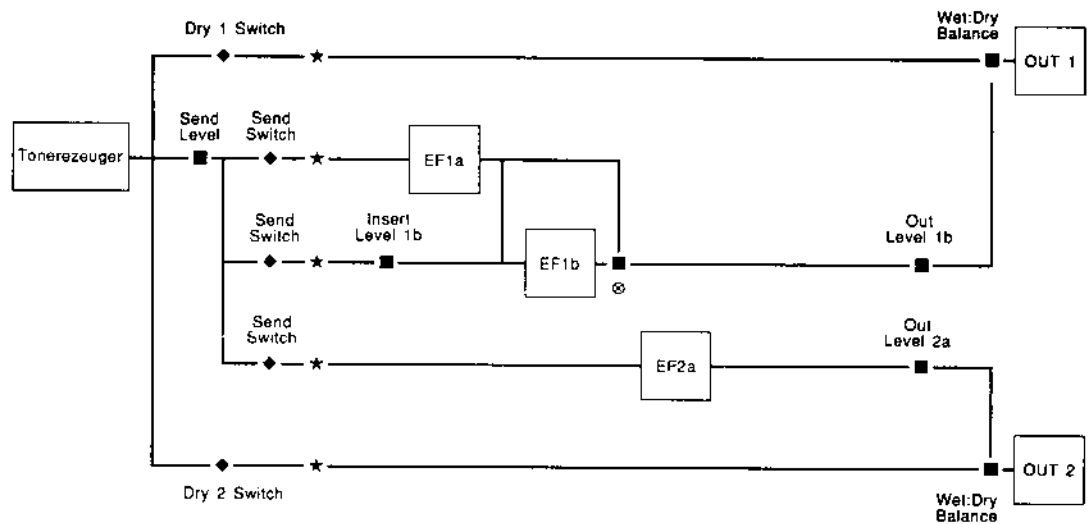 Dry 1 Switch
Wet:Dry
Balance
OUT 1
Send
Level
Send
Switch
Tonerezeuger
EF1a
Send
Switch
Insert
Level 1b
EF1b
Out
Level 1b
Send
Switch
EF2a
Out
Level 2a
Dry 2 Switch
Wet:Dry
Balance
OUT 2